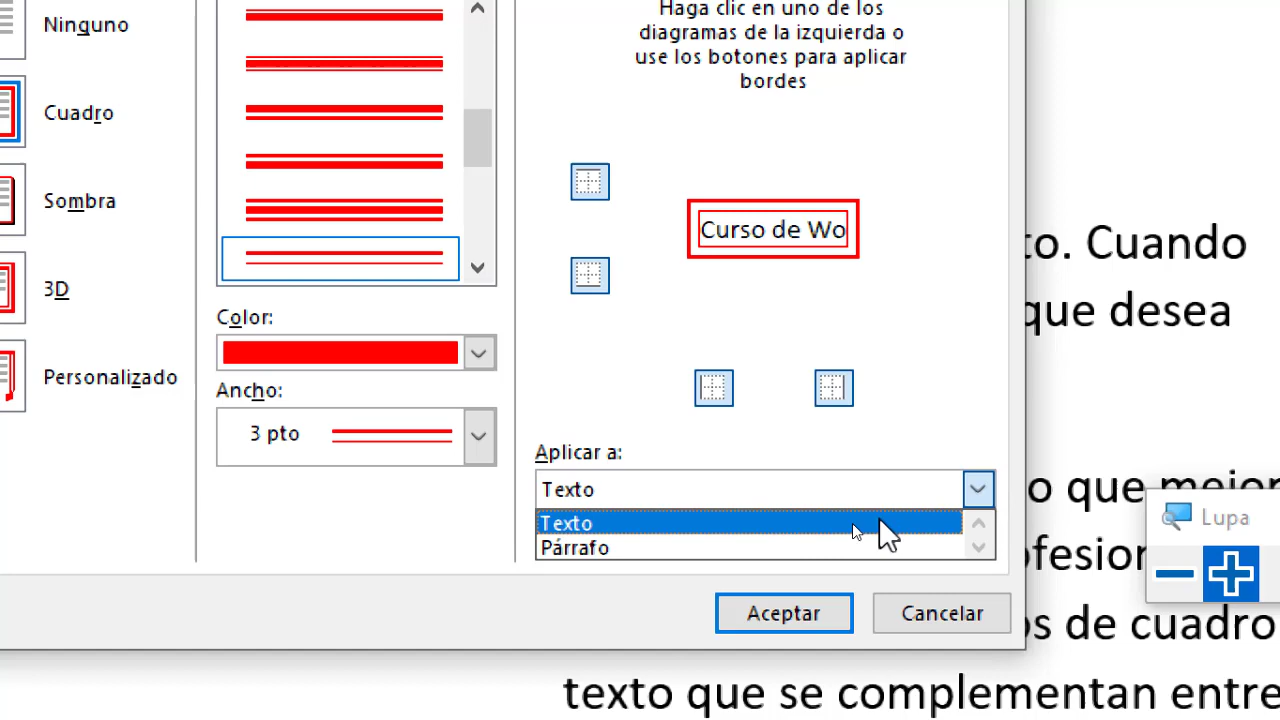 Ninguno
Cuadro
Sombra
3D
Personalizado
Color:
Ancho:
3 pto
Haga clic en uno de los
diagramas de la izquierda o
use los botones para aplicar
bordes
Curso de Wo
Aplicar a:
Texto
Texto
Párrafo
Aceptar
Cancelar
to. Cuando
que desea
o que mejor
ofesion
os de cuadro
texto que se complementan entre
Lupa